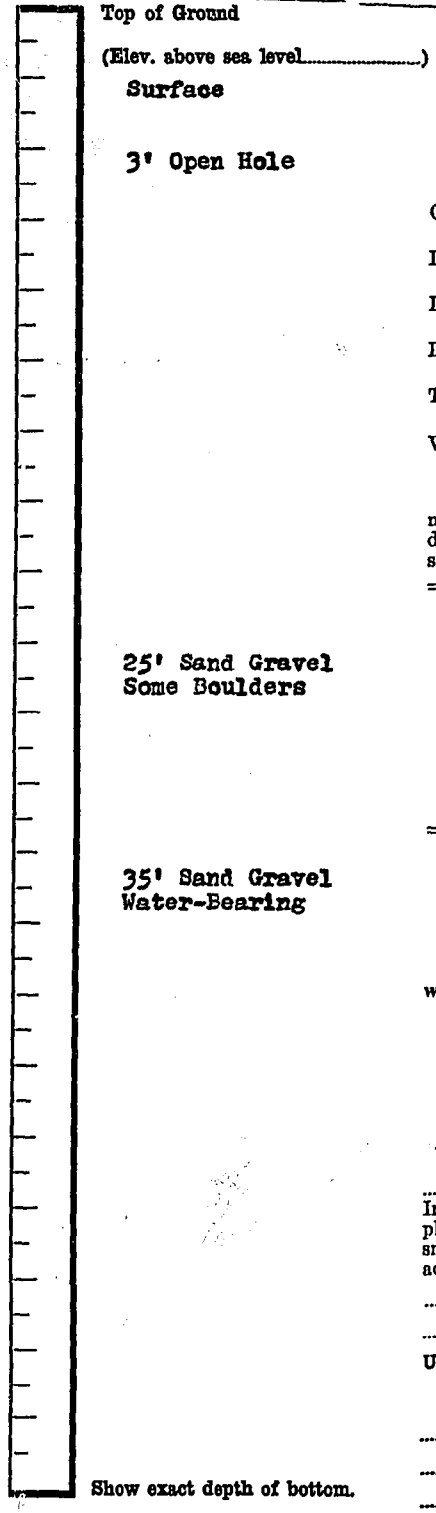 Top of Ground
(Elev. above sea level....................)
Surface
3' Open Hole
25' Sand Gravel
Some Boulders
35' Sand Gravel
Water-Bearing
Show exact depth of bottom.